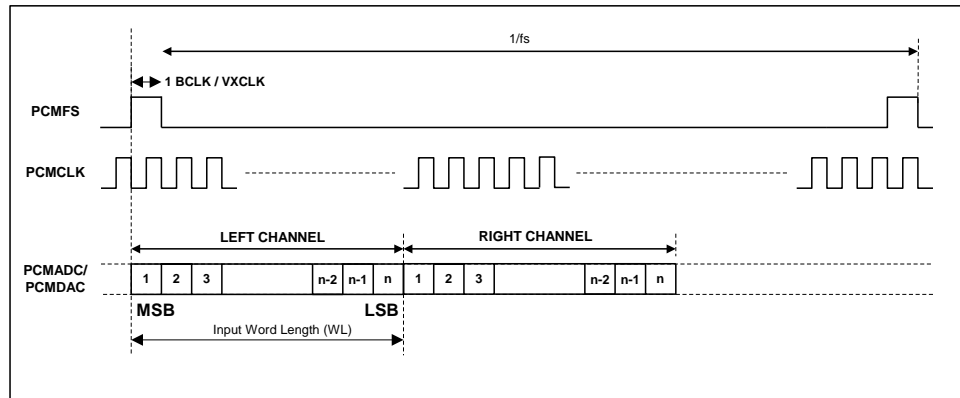 1/fs
1 BCLK / VXCLK
PCMFS
PCMCLK
LEFT CHANNEL
RIGHT CHANNEL
PCMADC/
PCMDAC
1 2 3 n-2 n-1 n 1 2 3 n-2 n-1 n
MSB LSB
Input Word Length (WL)